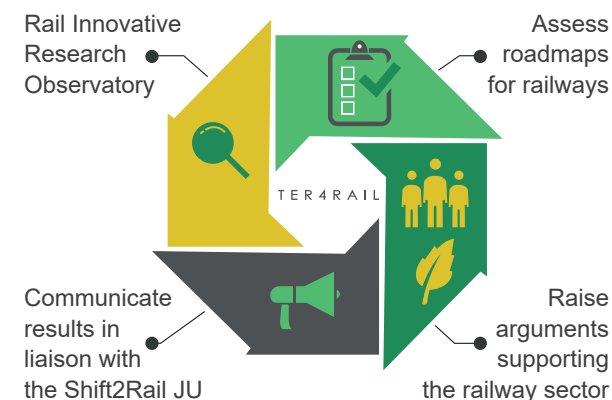 Rail Innovative
Research
Observatory
Assess
roadmaps
for railways
TER4RAIL
Communicate
results in
liaison with
the Shift2Rail JU
Raise
arguments
supporting
the railway sector